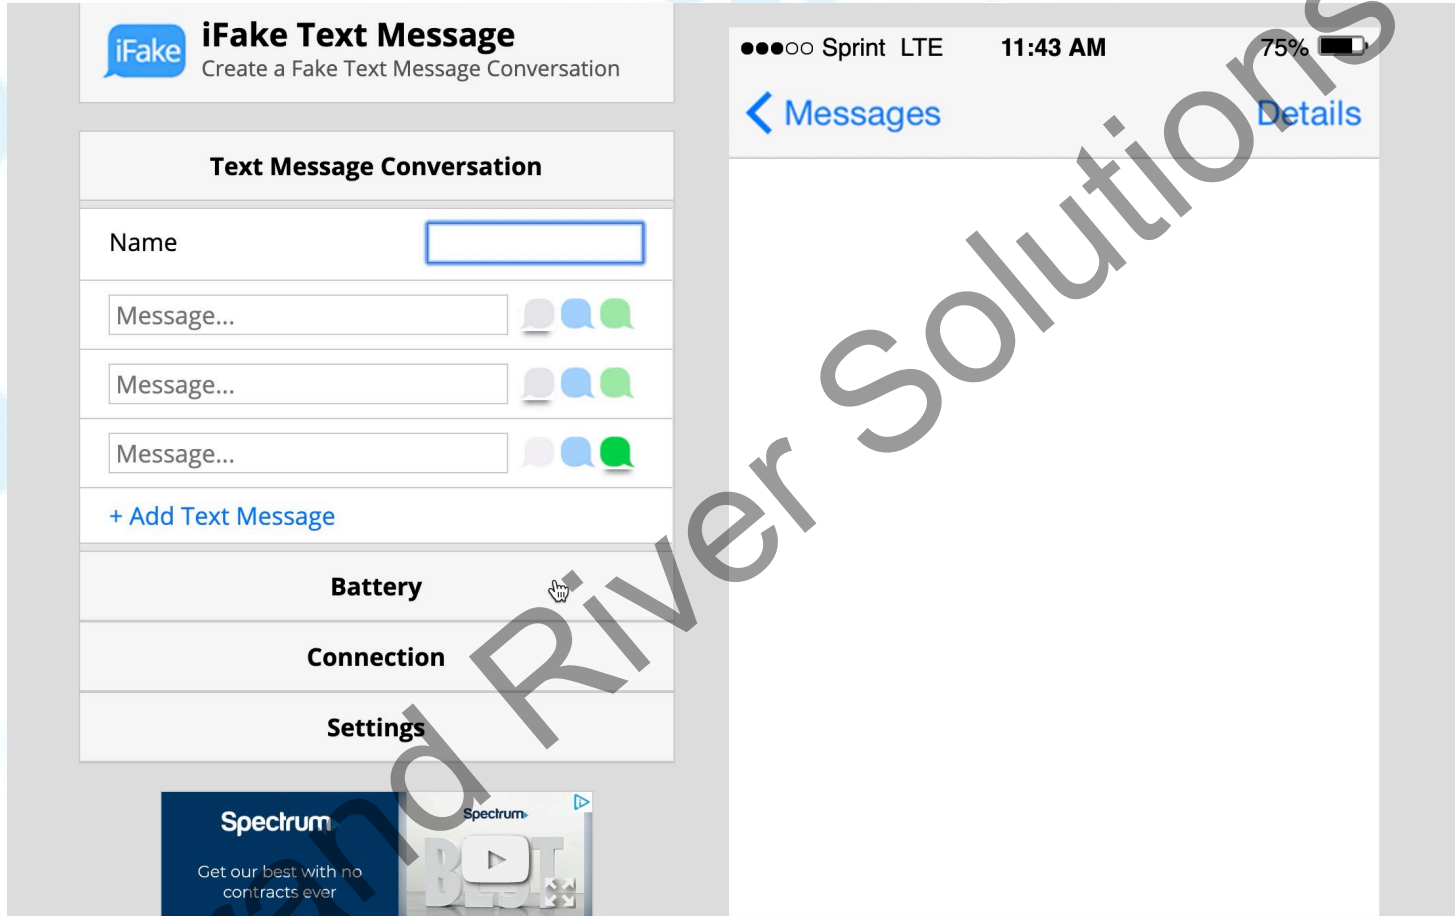 iFake
iFake Text Message
Create a Fake Text Message Conversation
Text Message Conversation
Name
Message...
Message...
Message...
+ Add Text Message
Battery
Connection
Settings
Spectrum
Get our best with no
contracts ever
Spectrum
BEST
Sprint LTE
11:43 AM
75%
Messages
Details
and River Solutions